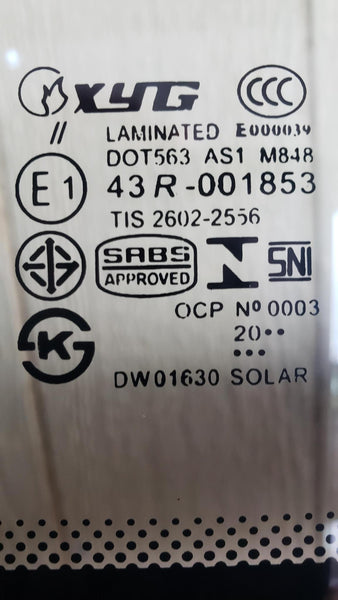 XYG CCC
// LAMINATED E000039
DOT563 AS1 M848
E1 43R-001853
TIS 2602-2556
SABS APPROVED SNI
OCP Nº 0003
K 20••
•••
DW01630 SOLAR